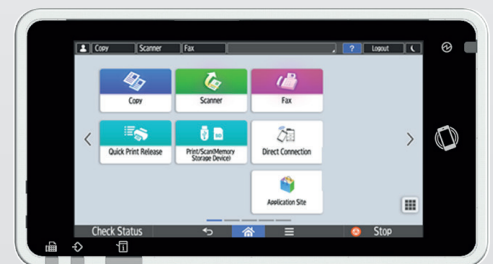 Copy Scanner Fax ? Logout
Copy Scanner Fax
Quick Print Release Print/Scan(Memory Direct Connection
Storage Device)
Application Site
Check Status Stop